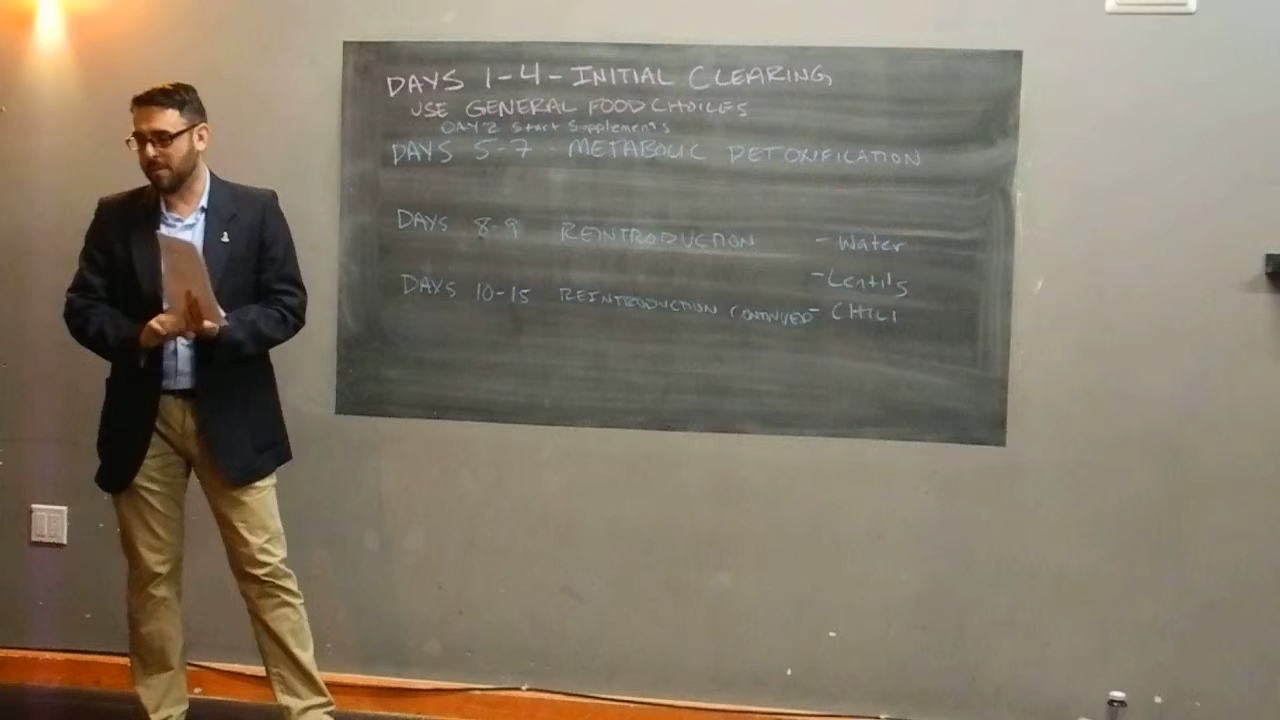 DAYS 1-4 - INITIAL CLEARING,
USE GENERAL FOOD CHOICES
DAY 2 Start Supplements
DAYS 5-7 - METABOLIC DETOXIFICATION
DAYS 8-9 REINTRODUCTION - Water
- Lentils
DAYS 10-15 REINTRODUCTION CONTINUED - CHILI